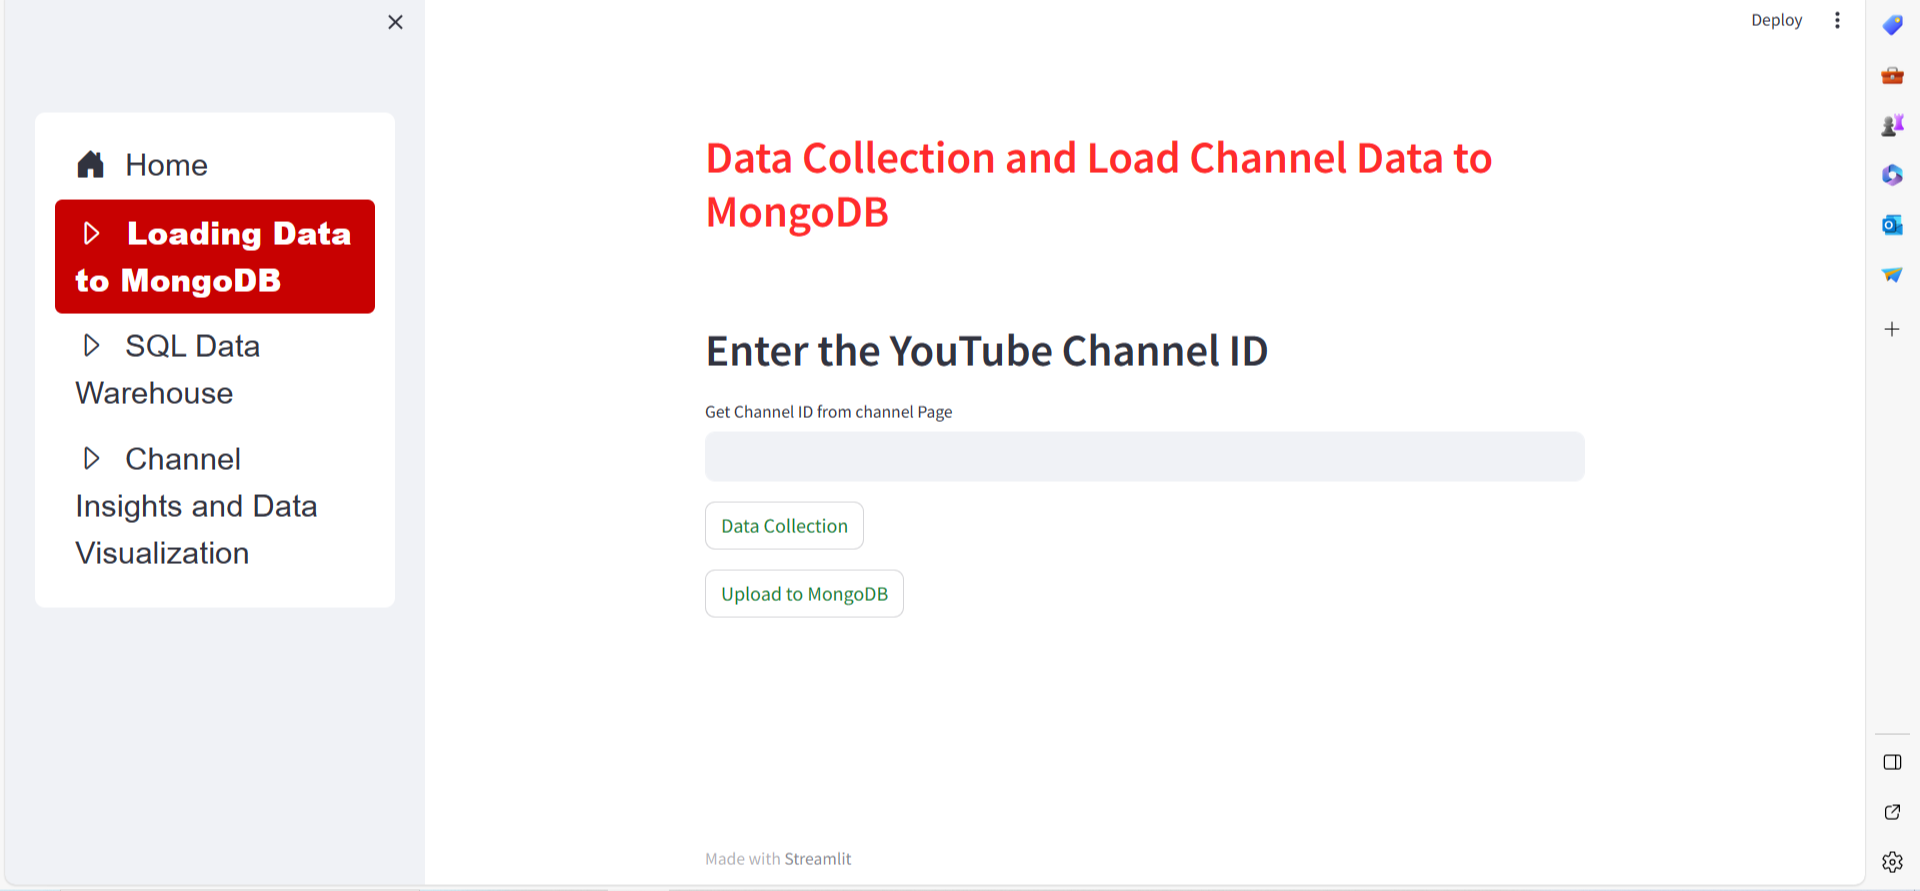 Home
Loading Data
to MongoDB
SQL Data
Warehouse
Channel
Insights and Data
Visualization
Deploy
Data Collection and Load Channel Data to
MongoDB
Enter the YouTube Channel ID
Get Channel ID from channel Page
Data Collection
Upload to MongoDB
Made with Streamlit